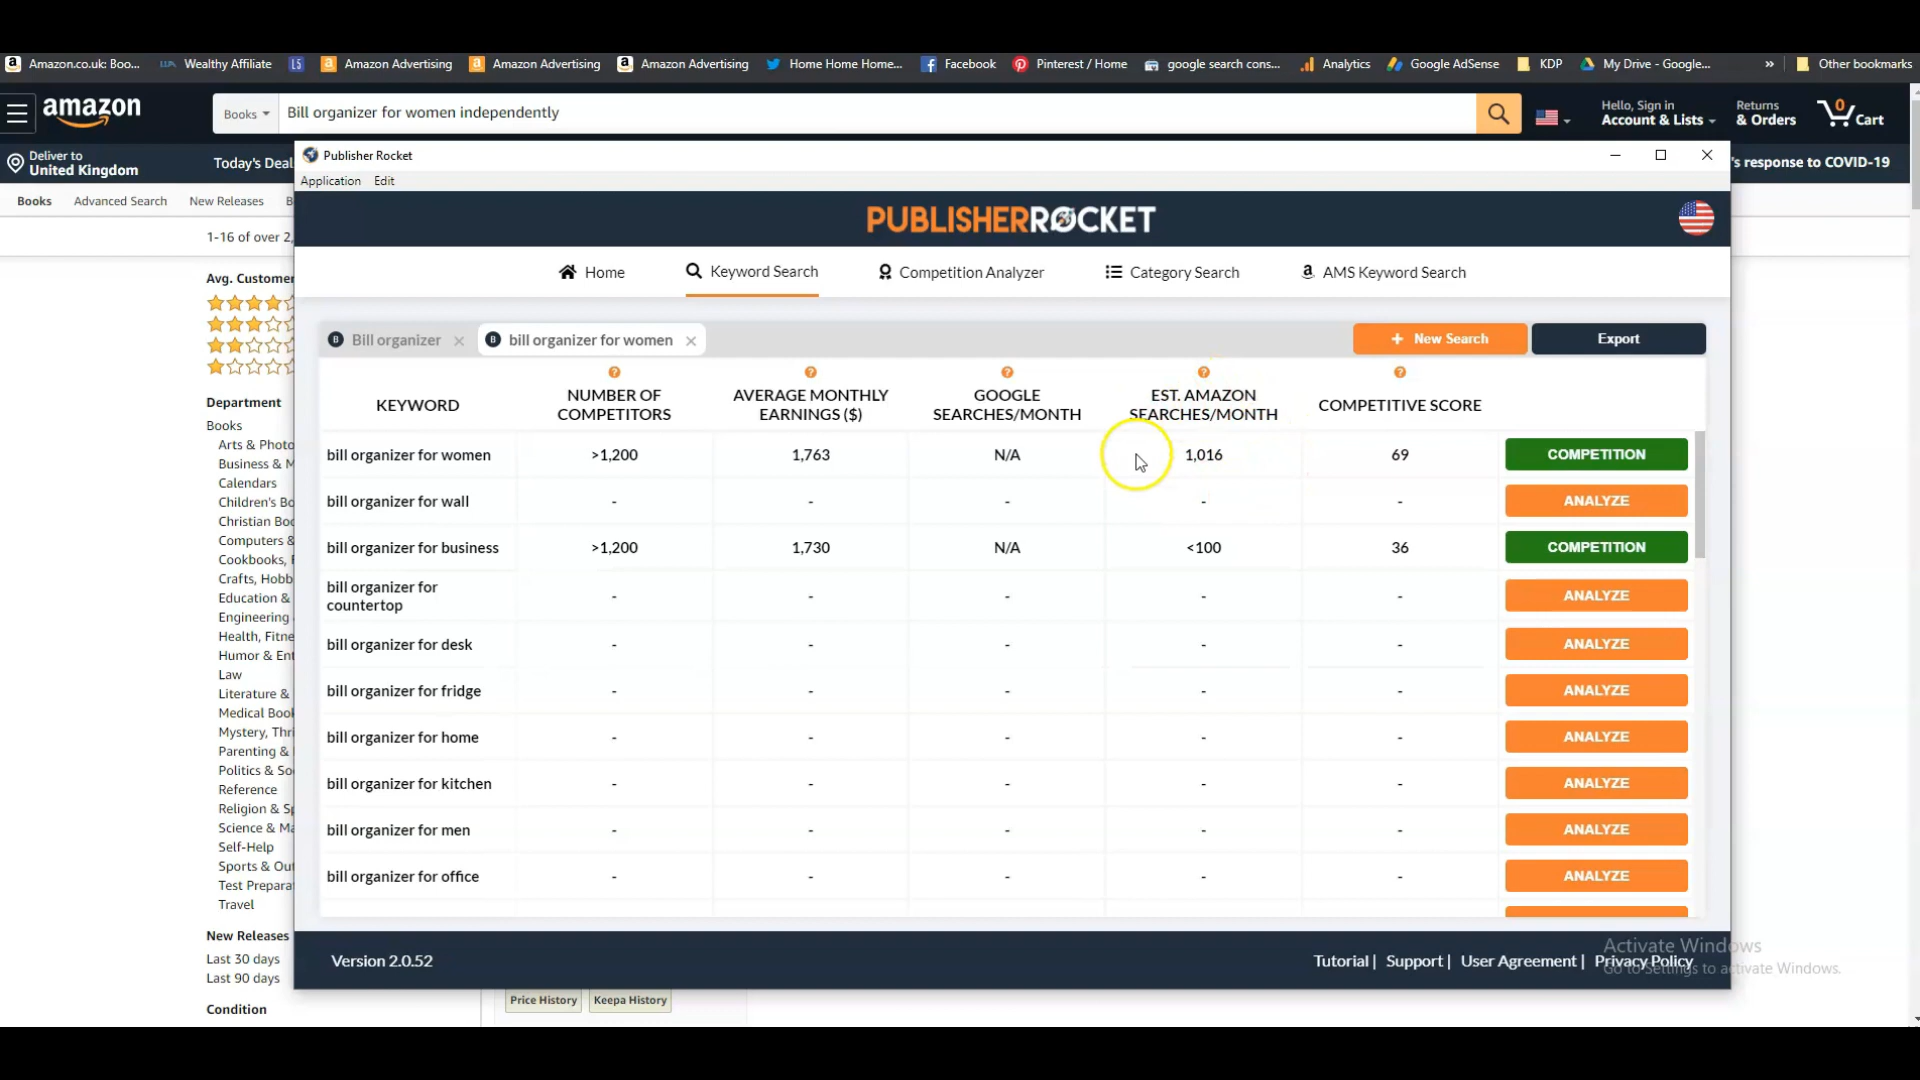 Amazon.co.uk: Boo...
Wealthy Affiliate
Amazon Advertising
Amazon Advertising
Amazon Advertising
Home Home Home...
Facebook
Pinterest / Home
google search cons...
Analytics
Google AdSense
KDP
My Drive - Google...
»
Other bookmarks
amazon
Books
Bill organizer for women independently
Hello, Sign in
Account & Lists
Returns
& Orders
0
Cart
Deliver to
United Kingdom
Today's Deal
's response to COVID-19
Books
Advanced Search
New Releases
B
1-16 of over 2,
Avg. Customer
Department
Books
Arts & Photo
Business & M
Calendars
Children's Bo
Christian Boo
Computers &
Cookbooks, F
Crafts, Hobb
Education &
Engineering
Health, Fitne
Humor & Ent
Law
Literature &
Medical Book
Mystery, Thri
Parenting &
Politics & So
Reference
Religion & Sp
Science & Ma
Self-Help
Sports & Out
Test Prepara
Travel
New Releases
Last 30 days
Last 90 days
Condition
Publisher Rocket
Application Edit
PUBLISHERROCKET
Home
Keyword Search
Competition Analyzer
Category Search
AMS Keyword Search
B Bill organizer ×
B bill organizer for women ×
+ New Search
Export
KEYWORD
NUMBER OF
COMPETITORS
AVERAGE MONTHLY
EARNINGS ($)
GOOGLE
SEARCHES/MONTH
EST. AMAZON
SEARCHES/MONTH
COMPETITIVE SCORE
bill organizer for women >1,200 1,763 N/A 1,016 69 COMPETITION
bill organizer for wall - - - - - ANALYZE
bill organizer for business >1,200 1,730 N/A <100 36 COMPETITION
bill organizer for
countertop - - - - - ANALYZE
bill organizer for desk - - - - - ANALYZE
bill organizer for fridge - - - - - ANALYZE
bill organizer for home - - - - - ANALYZE
bill organizer for kitchen - - - - - ANALYZE
bill organizer for men - - - - - ANALYZE
bill organizer for office - - - - - ANALYZE
Version 2.0.52
Tutorial | Support | User Agreement | Privacy Policy
Activate Windows
Go to Settings to activate Windows.
Price History
Keepa History